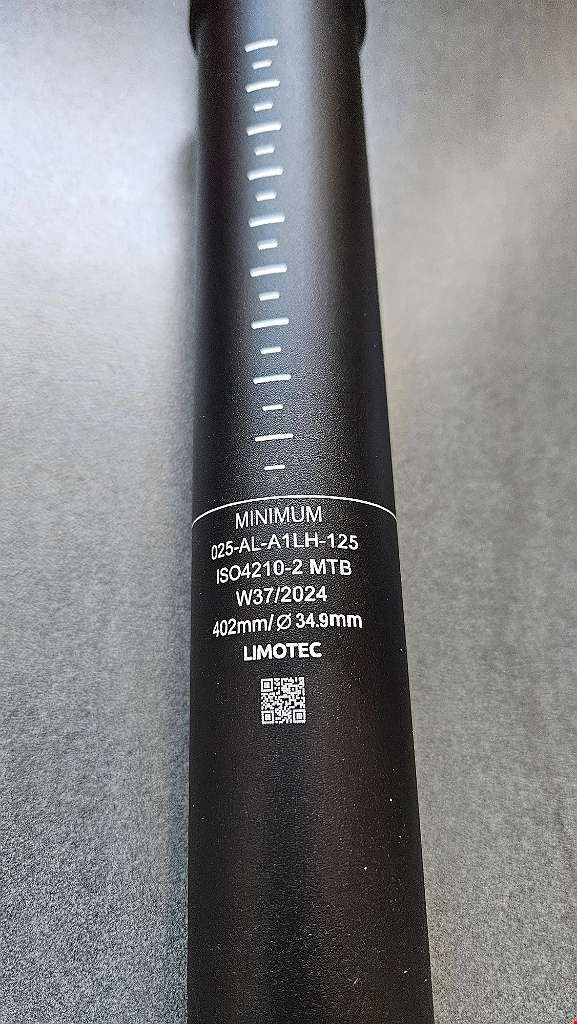 MINIMUM
025-AL-A1LH-125
ISO4210-2 MTB
W37/2024
402mm/Ø 34.9mm
LIMOTEC